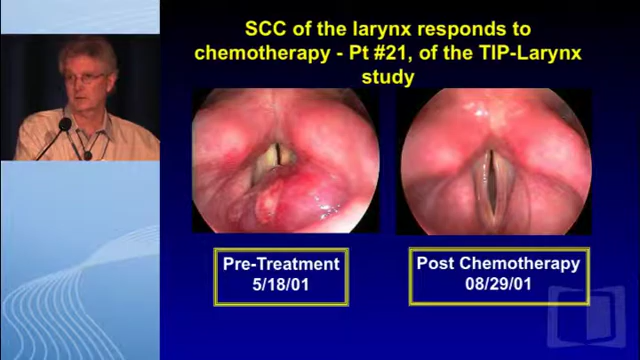 SCC of the larynx responds to
chemotherapy - Pt #21, of the TIP-Larynx
study
Pre-Treatment
5/18/01
Post Chemotherapy
08/29/01